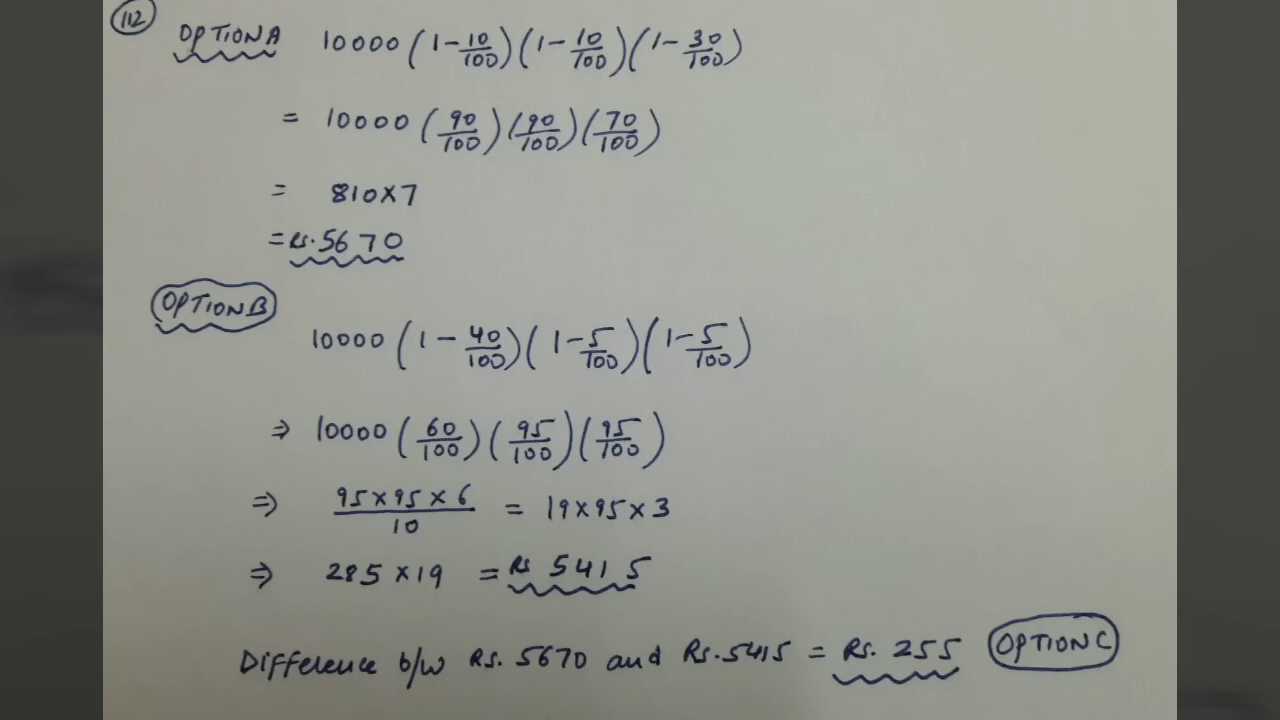 112
OPTION A 10000 (1 - 10/100) (1 - 10/100) (1 - 30/100)
= 10000 (90/100) (90/100) (70/100)
= 810 × 7
= Rs. 5670
OPTION B
10000 (1 - 40/100) (1 - 5/100) (1 - 5/100)
⇒ 10000 (60/100) (95/100) (95/100)
⇒ 95 × 95 × 6/10 = 19 × 95 × 3
⇒ 285 × 19 = Rs 5415
Difference b/w Rs. 5670 and Rs. 5415 = Rs. 255 OPTION C